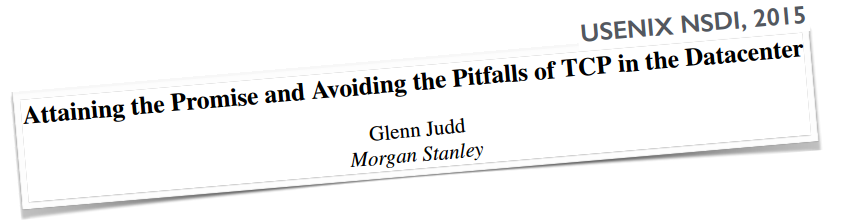 USENIX NSDI, 2015
Attaining the Promise and Avoiding the Pitfalls of TCP in the Datacenter
Glenn Judd
Morgan Stanley